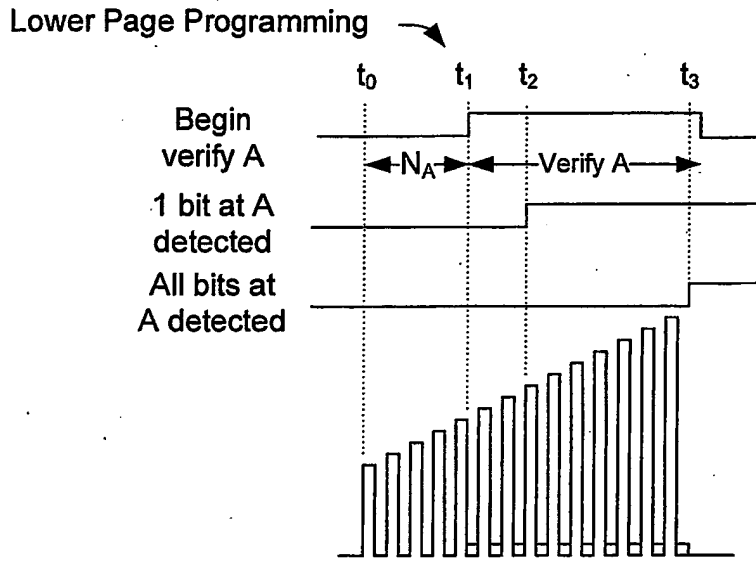 Lower Page Programming
t0 t1 t2 t3
Begin
verify A
NA Verify A
1 bit at A
detected
All bits at
A detected